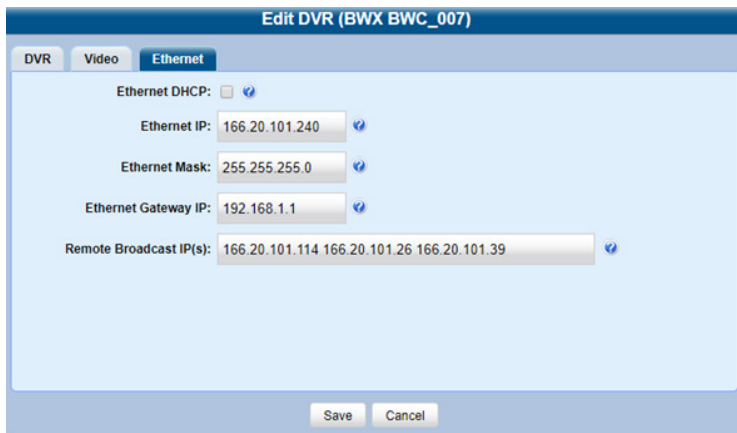 Edit DVR (BWX BWC_007)
DVR Video Ethernet
Ethernet DHCP:
Ethernet IP: 166.20.101.240
Ethernet Mask: 255.255.255.0
Ethernet Gateway IP: 192.168.1.1
Remote Broadcast IP(s): 166.20.101.114 166.20.101.26 166.20.101.39
Save Cancel